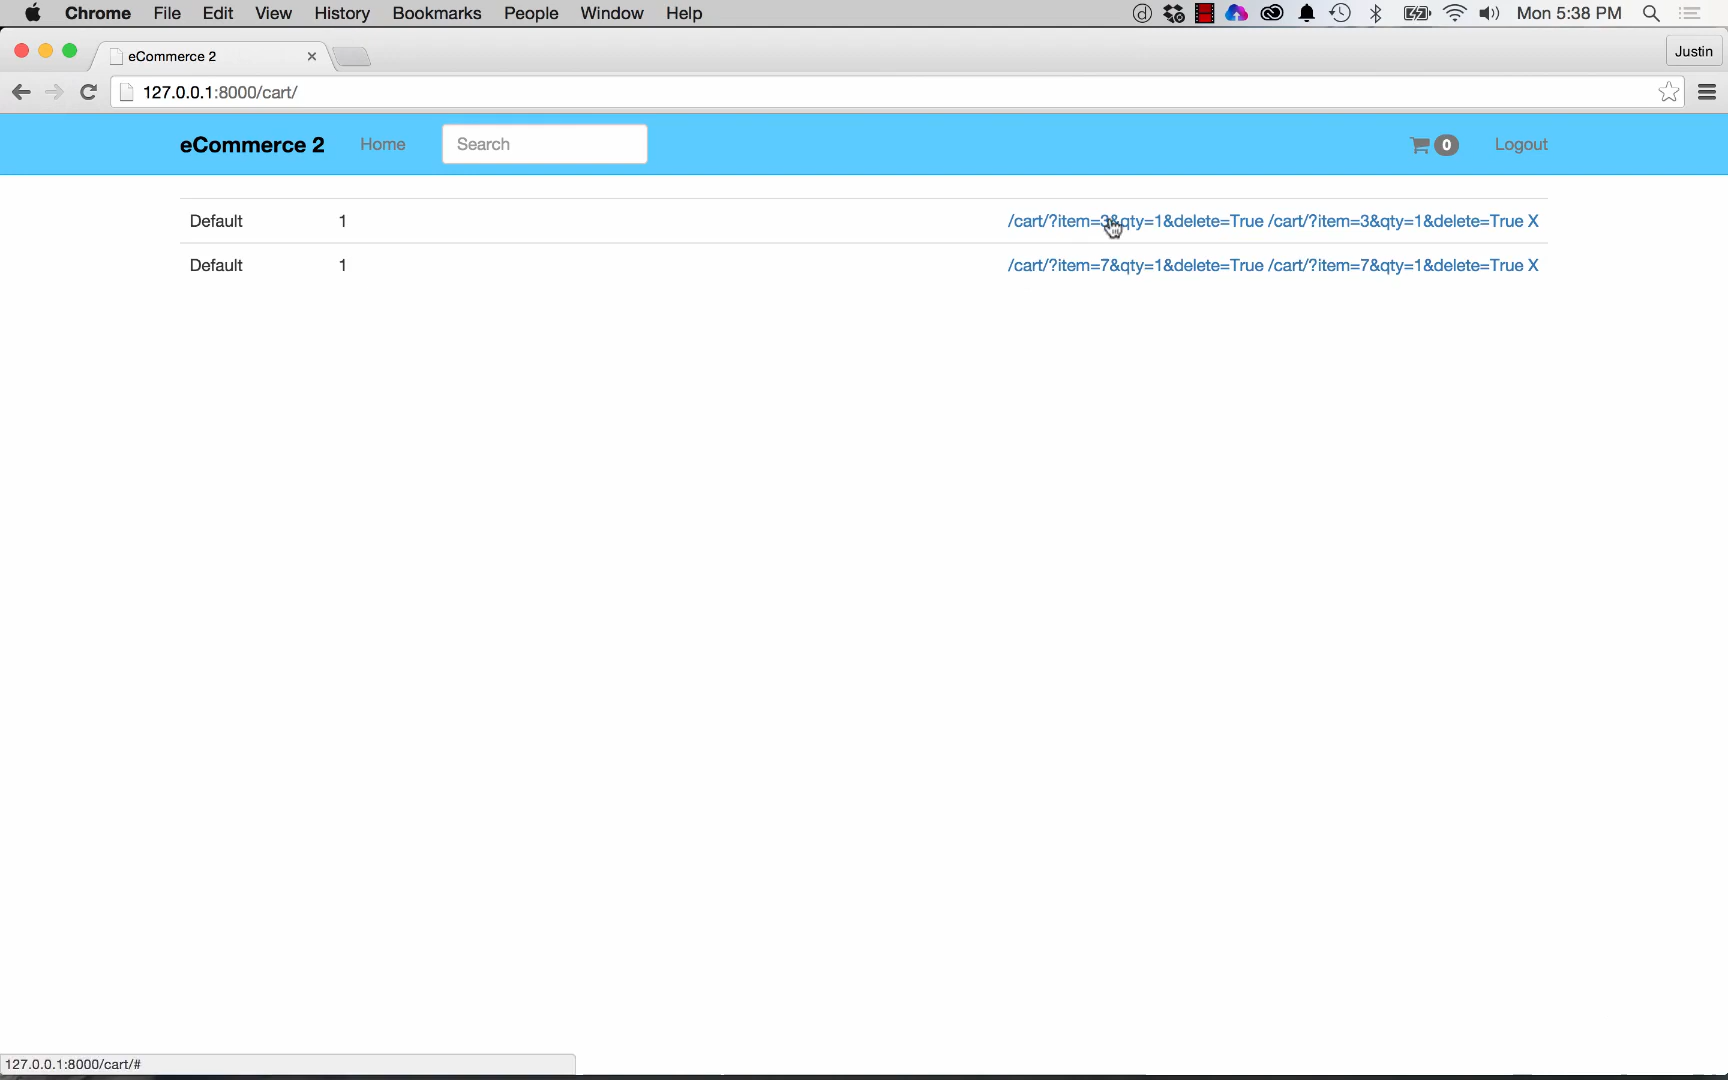 Chrome File Edit View History Bookmarks People Window Help Mon 5:38 PM
eCommerce 2 Justin
127.0.0.1:8000/cart/
eCommerce 2 Home Search 0 Logout
Default 1 /cart/?item=3&qty=1&delete=True /cart/?item=3&qty=1&delete=True X
Default 1 /cart/?item=7&qty=1&delete=True /cart/?item=7&qty=1&delete=True X
127.0.0.1:8000/cart/#